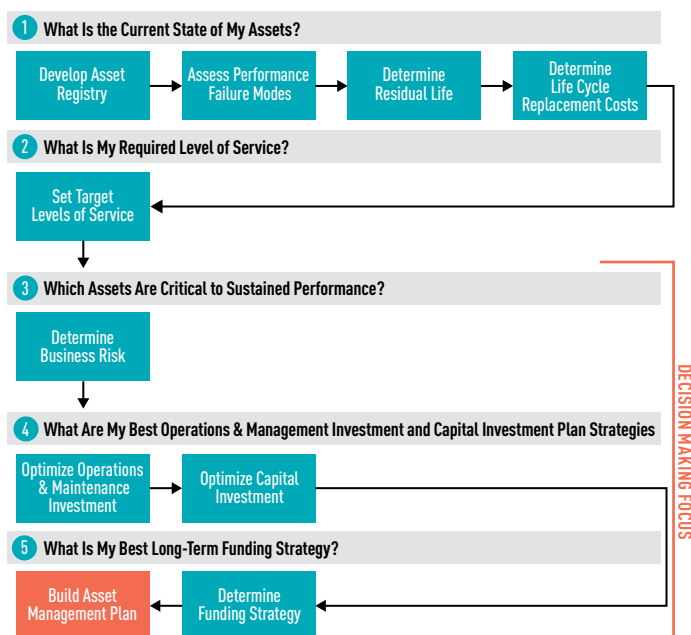 1 What Is the Current State of My Assets?
Develop Asset
Registry
Assess Performance
Failure Modes
Determine
Residual Life
Determine
Life Cycle
Replacement Costs
2 What Is My Required Level of Service?
Set Target
Levels of Service
3 Which Assets Are Critical to Sustained Performance?
Determine
Business Risk
4 What Are My Best Operations & Management Investment and Capital Investment Plan Strategies
Optimize Operations
& Maintenance
Investment
Optimize Capital
Investment
5 What Is My Best Long-Term Funding Strategy?
Build Asset
Management Plan
Determine
Funding Strategy
DECISION MAKING FOCUS